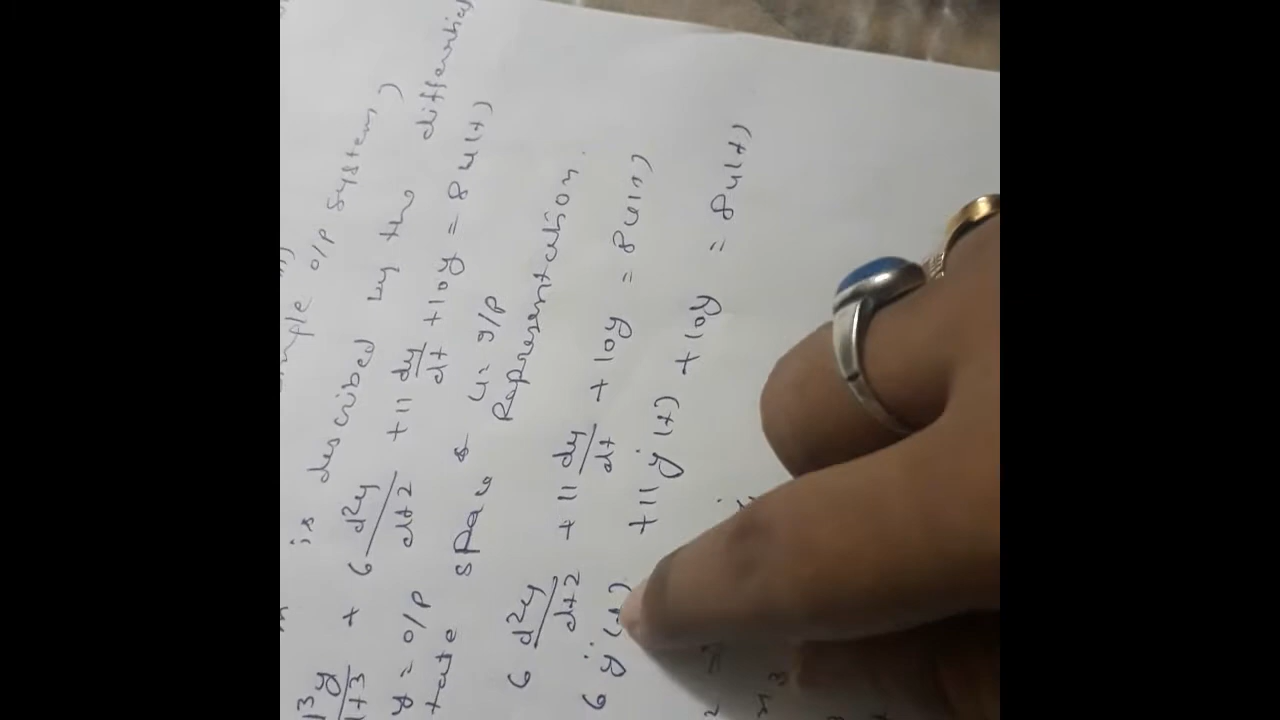 mple o/p system)
is described by the differential
d³y/dt3 + 6 d²y/dt2 + 11 dy/dt + 10y = 8u(t)
y = o/p & u = i/p
tate space Representation.
6 d²y/dt2 + 11 dy/dt + 10y = 8u(t)
6 ÿ(t) + 11 ẏ(t) + 10y = 8u(t)